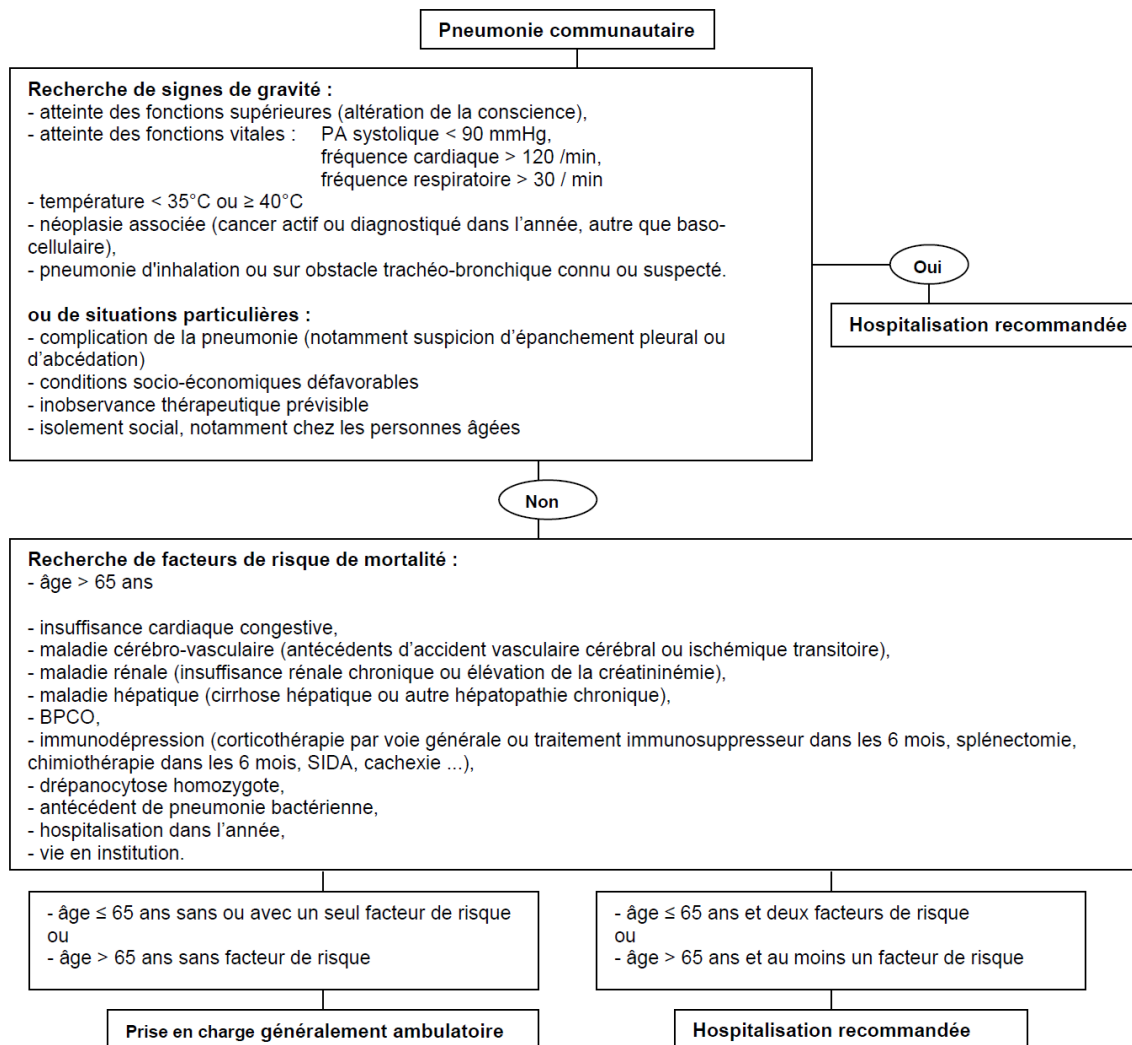 Pneumonie communautaire
Recherche de signes de gravité :
- atteinte des fonctions supérieures (altération de la conscience),
- atteinte des fonctions vitales : PA systolique < 90 mmHg,
fréquence cardiaque > 120 /min,
fréquence respiratoire > 30 / min
- température < 35°C ou ≥ 40°C
- néoplasie associée (cancer actif ou diagnostiqué dans l'année, autre que baso-
cellulaire),
- pneumonie d'inhalation ou sur obstacle trachéo-bronchique connu ou suspecté.
ou de situations particulières :
- complication de la pneumonie (notamment suspicion d'épanchement pleural ou
d'abcédation)
- conditions socio-économiques défavorables
- inobservance thérapeutique prévisible
- isolement social, notamment chez les personnes âgées
Oui
Hospitalisation recommandée
Non
Recherche de facteurs de risque de mortalité :
- âge > 65 ans
- insuffisance cardiaque congestive,
- maladie cérébro-vasculaire (antécédents d'accident vasculaire cérébral ou ischémique transitoire),
- maladie rénale (insuffisance rénale chronique ou élévation de la créatininémie),
- maladie hépatique (cirrhose hépatique ou autre hépatopathie chronique),
- BPCO,
- immunodépression (corticothérapie par voie générale ou traitement immunosuppresseur dans les 6 mois, splénectomie,
chimiothérapie dans les 6 mois, SIDA, cachexie ...),
- drépanocytose homozygote,
- antécédent de pneumonie bactérienne,
- hospitalisation dans l'année,
- vie en institution.
- âge ≤ 65 ans sans ou avec un seul facteur de risque
ou
- âge > 65 ans sans facteur de risque
- âge ≤ 65 ans et deux facteurs de risque
ou
- âge > 65 ans et au moins un facteur de risque
Prise en charge généralement ambulatoire
Hospitalisation recommandée